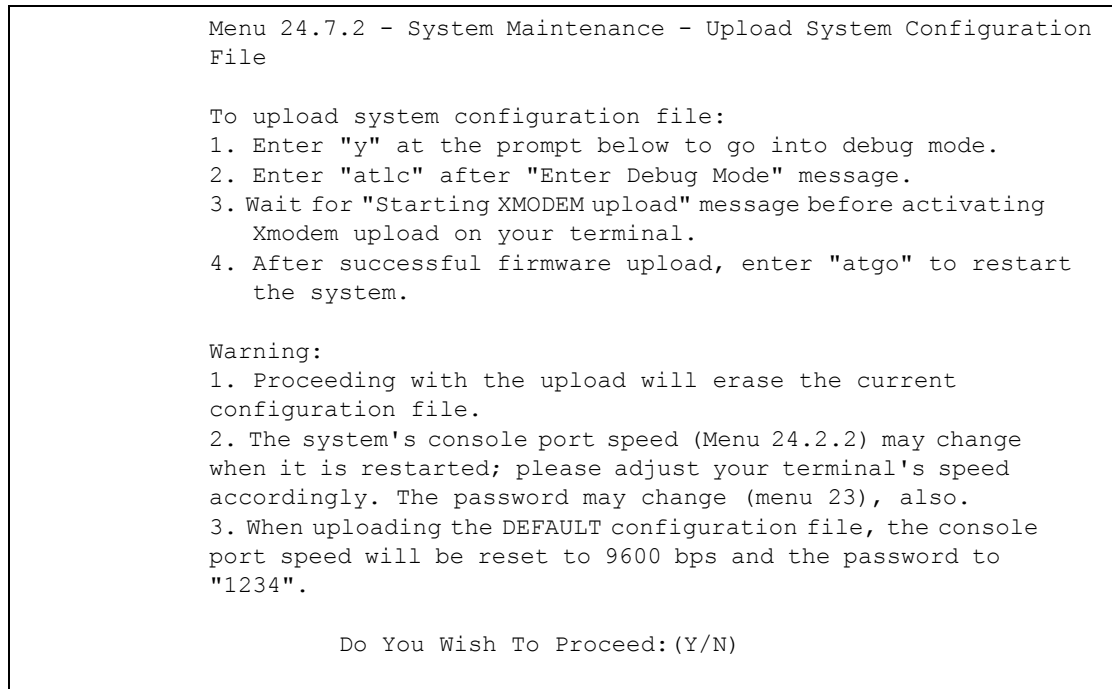 Menu 24.7.2 - System Maintenance - Upload System Configuration
File
To upload system configuration file:
1. Enter "y" at the prompt below to go into debug mode.
2. Enter "atlc" after "Enter Debug Mode" message.
3. Wait for "Starting XMODEM upload" message before activating
Xmodem upload on your terminal.
4. After successful firmware upload, enter "atgo" to restart
the system.
Warning:
1. Proceeding with the upload will erase the current
configuration file.
2. The system's console port speed (Menu 24.2.2) may change
when it is restarted; please adjust your terminal's speed
accordingly. The password may change (menu 23), also.
3. When uploading the DEFAULT configuration file, the console
port speed will be reset to 9600 bps and the password to
"1234".
Do You Wish To Proceed:(Y/N)